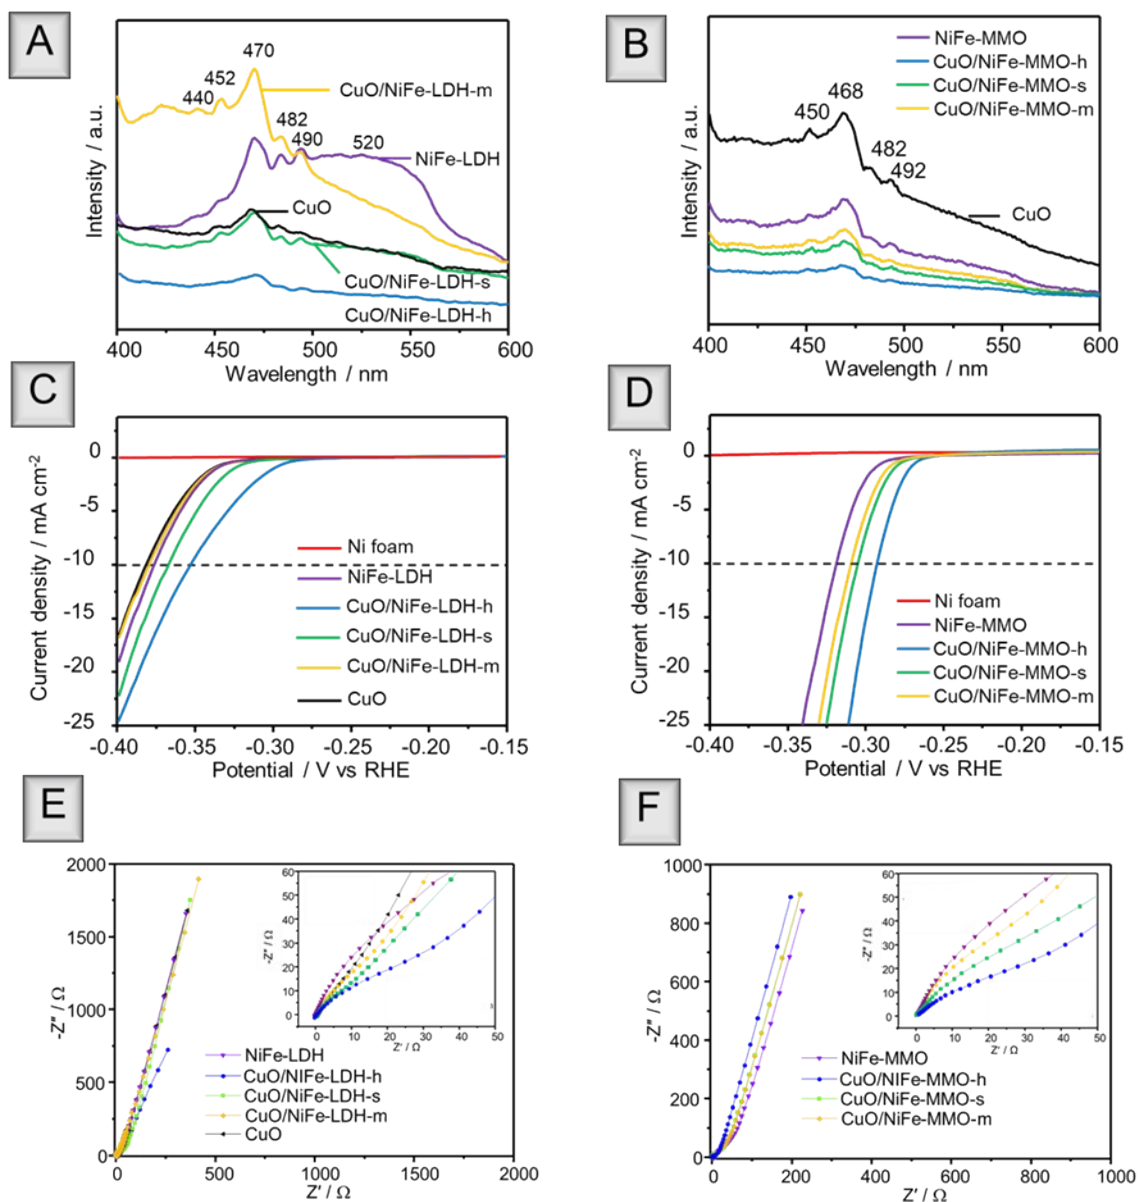 A
470
452
440
CuO/NiFe-LDH-m
482
490
520
NiFe-LDH
CuO
CuO/NiFe-LDH-s
CuO/NiFe-LDH-h
Intensity / a.u.
400 450 500 550 600
Wavelength / nm
B
NiFe-MMO
CuO/NiFe-MMO-h
CuO/NiFe-MMO-s
CuO/NiFe-MMO-m
468
450
482
492
CuO
Intensity / a.u.
400 450 500 550 600
Wavelength / nm
C
0
-5
-10
-15
-20
-25
Current density / mA cm-2
Ni foam
NiFe-LDH
CuO/NiFe-LDH-h
CuO/NiFe-LDH-s
CuO/NiFe-LDH-m
CuO
-0.40 -0.35 -0.30 -0.25 -0.20 -0.15
Potential / V vs RHE
D
0
-5
-10
-15
-20
-25
Current density / mA cm-2
Ni foam
NiFe-MMO
CuO/NiFe-MMO-h
CuO/NiFe-MMO-s
CuO/NiFe-MMO-m
-0.40 -0.35 -0.30 -0.25 -0.20 -0.15
Potential / V vs RHE
E
2000
1500
1000
500
0
-Z″ / Ω
60
50
40
30
20
10
0
-Z″ / Ω
0 10 20 30 40 50
Z′ / Ω
NiFe-LDH
CuO/NIFe-LDH-h
CuO/NiFe-LDH-s
CuO/NiFe-LDH-m
CuO
0 500 1000 1500 2000
Z′ / Ω
F
1000
800
600
400
200
0
-Z″ / Ω
60
50
40
30
20
10
0
-Z″ / Ω
0 10 20 30 40 50
Z′ / Ω
NiFe-MMO
CuO/NIFe-MMO-h
CuO/NiFe-MMO-s
CuO/NiFe-MMO-m
0 200 400 600 800 1000
Z′ / Ω